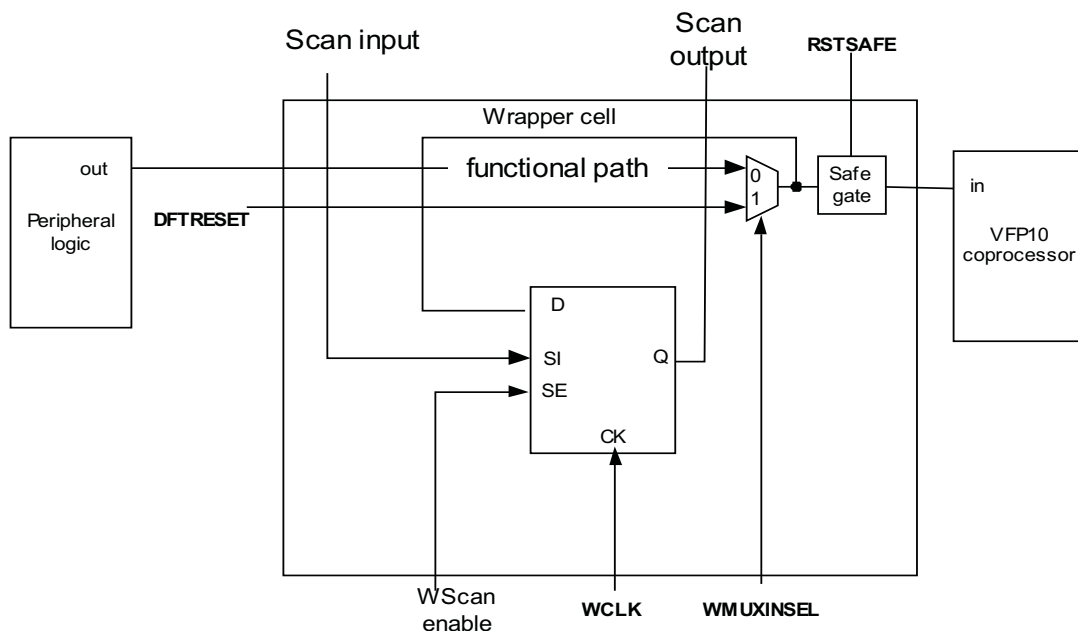 Scan input
Scan
output
RSTSAFE
Wrapper cell
out
functional path
0
1
Safe
gate
in
Peripheral
logic
DFTRESET
VFP10
coprocessor
D
SI
Q
SE
CK
WScan
enable
WCLK
WMUXINSEL